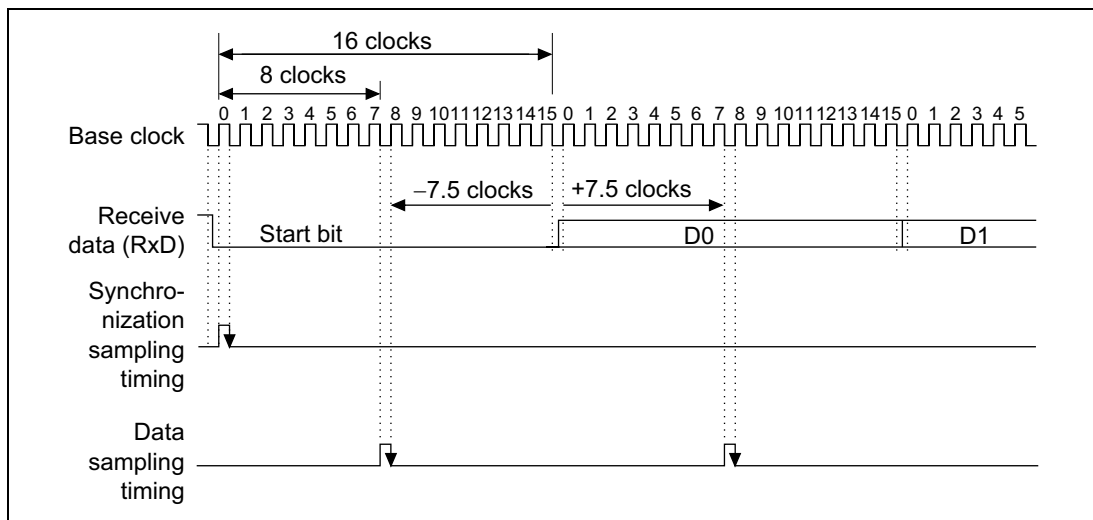 16 clocks
8 clocks
0 1 2 3 4 5 6 7 8 9 10 11 12 13 14 15 0 1 2 3 4 5 6 7 8 9 10 11 12 13 14 15 0 1 2 3 4 5
Base clock
−7.5 clocks +7.5 clocks
Receive
data (RxD)
Start bit D0 D1
Synchro-
nization
sampling
timing
Data
sampling
timing